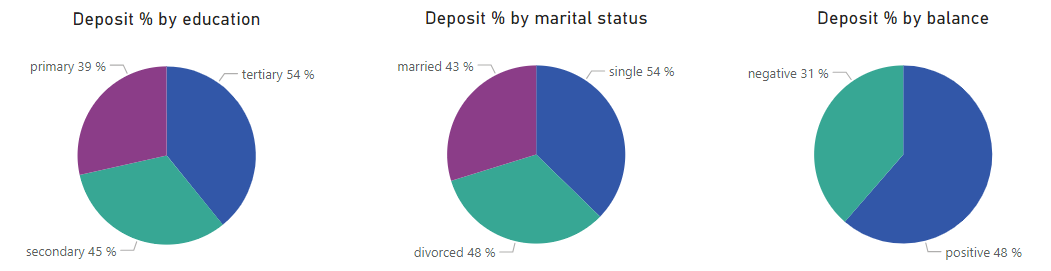 Deposit % by education
primary 39 %
tertiary 54 %
secondary 45 %
Deposit % by marital status
married 43 %
single 54 %
divorced 48 %
Deposit % by balance
negative 31 %
positive 48 %